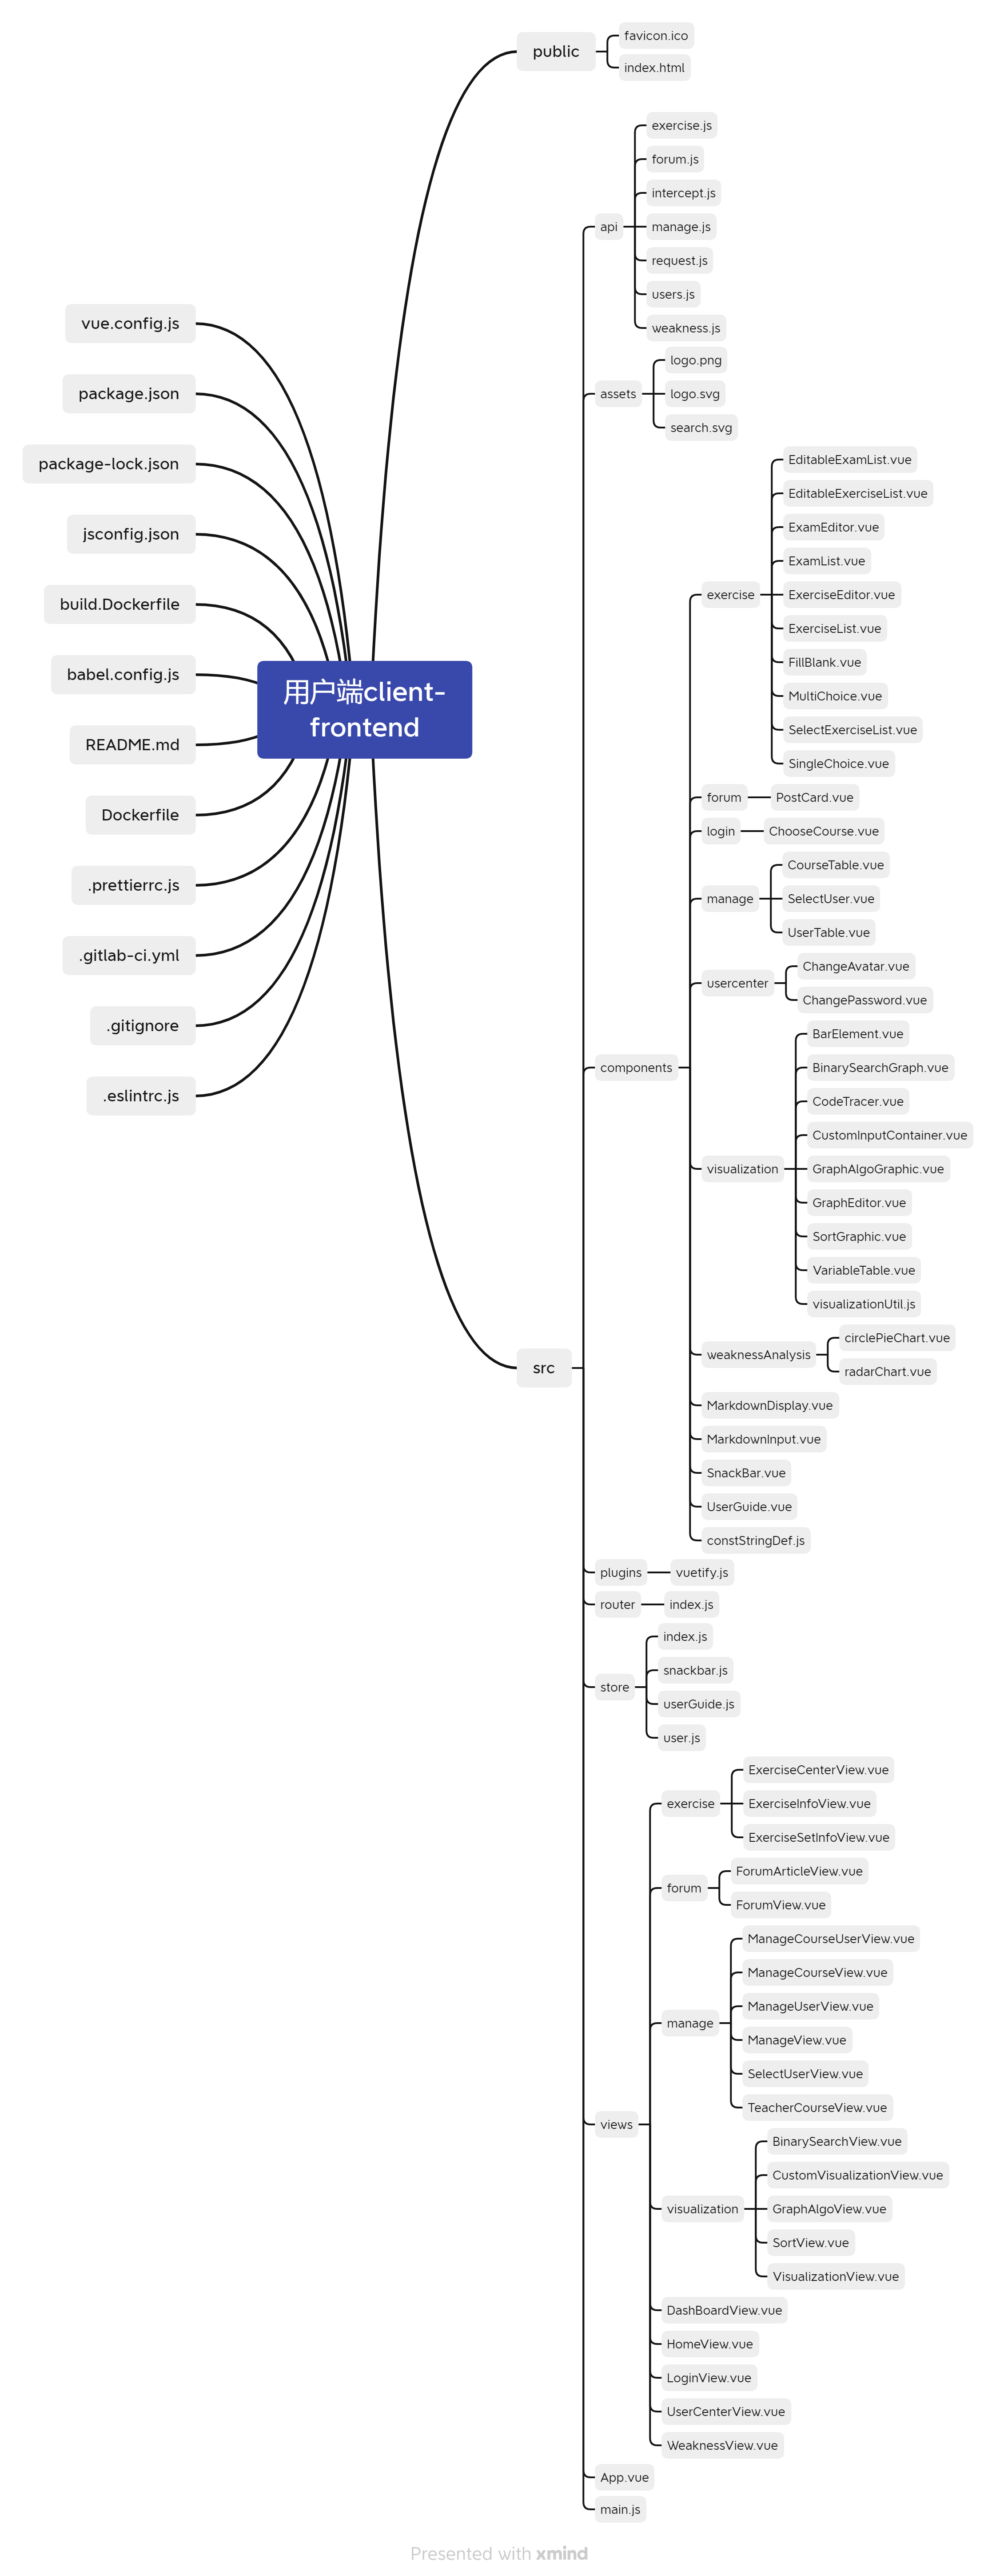 public
favicon.ico
index.html
api
exercise.js
forum.js
intercept.js
manage.js
request.js
users.js
weakness.js
assets
logo.png
logo.svg
search.svg
vue.config.js
package.json
package-lock.json
jsconfig.json
build.Dockerfile
babel.config.js
README.md
Dockerfile
.prettierrc.js
.gitlab-ci.yml
.gitignore
.eslintrc.js
用户端client-
frontend
src
components
exercise
EditableExamList.vue
EditableExerciseList.vue
ExamEditor.vue
ExamList.vue
ExerciseEditor.vue
ExerciseList.vue
FillBlank.vue
MultiChoice.vue
SelectExerciseList.vue
SingleChoice.vue
forum
PostCard.vue
login
ChooseCourse.vue
manage
CourseTable.vue
SelectUser.vue
UserTable.vue
usercenter
ChangeAvatar.vue
ChangePassword.vue
visualization
BarElement.vue
BinarySearchGraph.vue
CodeTracer.vue
CustomInputContainer.vue
GraphAlgoGraphic.vue
GraphEditor.vue
SortGraphic.vue
VariableTable.vue
visualizationUtil.js
weaknessAnalysis
circlePieChart.vue
radarChart.vue
MarkdownDisplay.vue
MarkdownInput.vue
SnackBar.vue
UserGuide.vue
constStringDef.js
plugins
vuetify.js
router
index.js
store
index.js
snackbar.js
userGuide.js
user.js
views
exercise
ExerciseCenterView.vue
ExerciseInfoView.vue
ExerciseSetInfoView.vue
forum
ForumArticleView.vue
ForumView.vue
manage
ManageCourseUserView.vue
ManageCourseView.vue
ManageUserView.vue
ManageView.vue
SelectUserView.vue
TeacherCourseView.vue
visualization
BinarySearchView.vue
CustomVisualizationView.vue
GraphAlgoView.vue
SortView.vue
VisualizationView.vue
DashBoardView.vue
HomeView.vue
LoginView.vue
UserCenterView.vue
WeaknessView.vue
App.vue
main.js
Presented with xmind